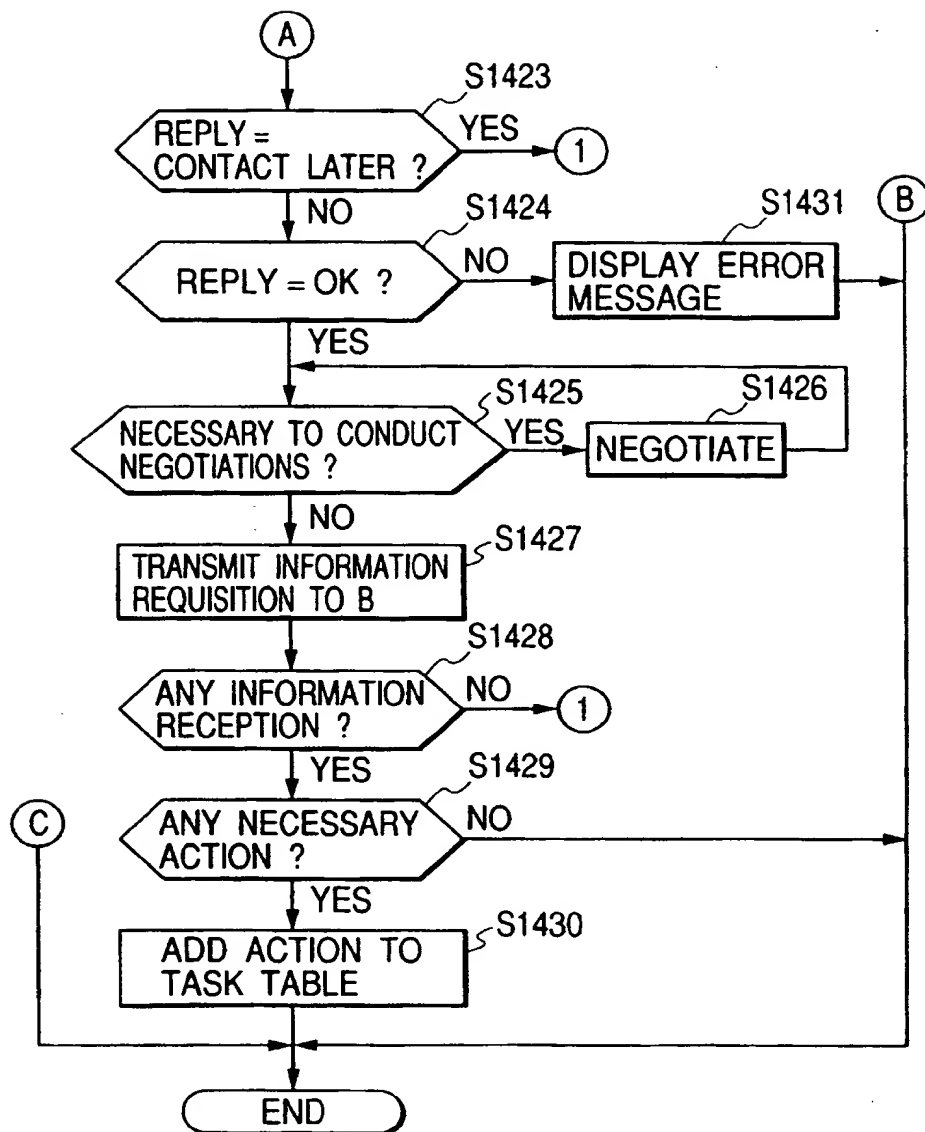 A
S1423
REPLY =
CONTACT LATER ?
YES
1
NO
S1424
REPLY = OK ?
NO
S1431
DISPLAY ERROR
MESSAGE
B
YES
S1425
NECESSARY TO CONDUCT
NEGOTIATIONS ?
YES
S1426
NEGOTIATE
NO
S1427
TRANSMIT INFORMATION
REQUISITION TO B
S1428
ANY INFORMATION
RECEPTION ?
NO
1
YES
S1429
ANY NECESSARY
ACTION ?
NO
C
YES
S1430
ADD ACTION TO
TASK TABLE
END